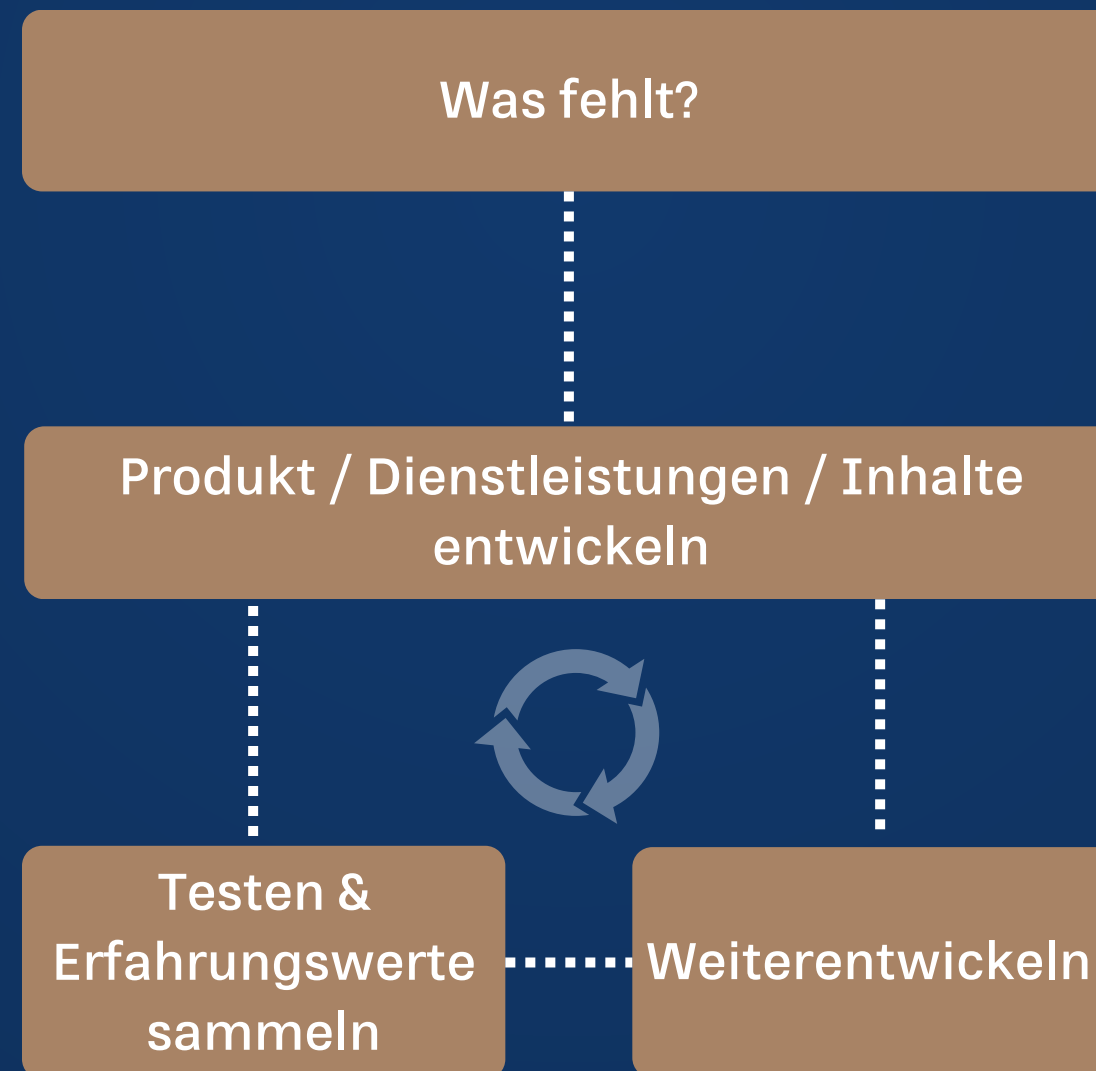 Was fehlt?
Produkt / Dienstleistungen / Inhalte
entwickeln
Testen &
Erfahrungswerte
sammeln
Weiterentwickeln